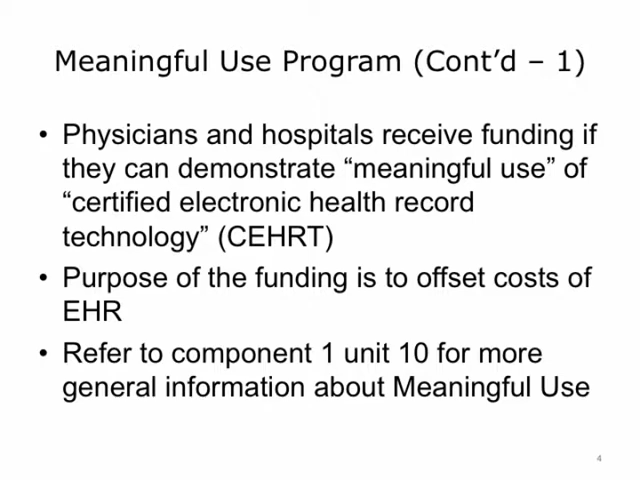 Meaningful Use Program (Cont’d – 1)
• Physicians and hospitals receive funding if
they can demonstrate “meaningful use” of
“certified electronic health record
technology” (CEHRT)
• Purpose of the funding is to offset costs of
EHR
• Refer to component 1 unit 10 for more
general information about Meaningful Use
4